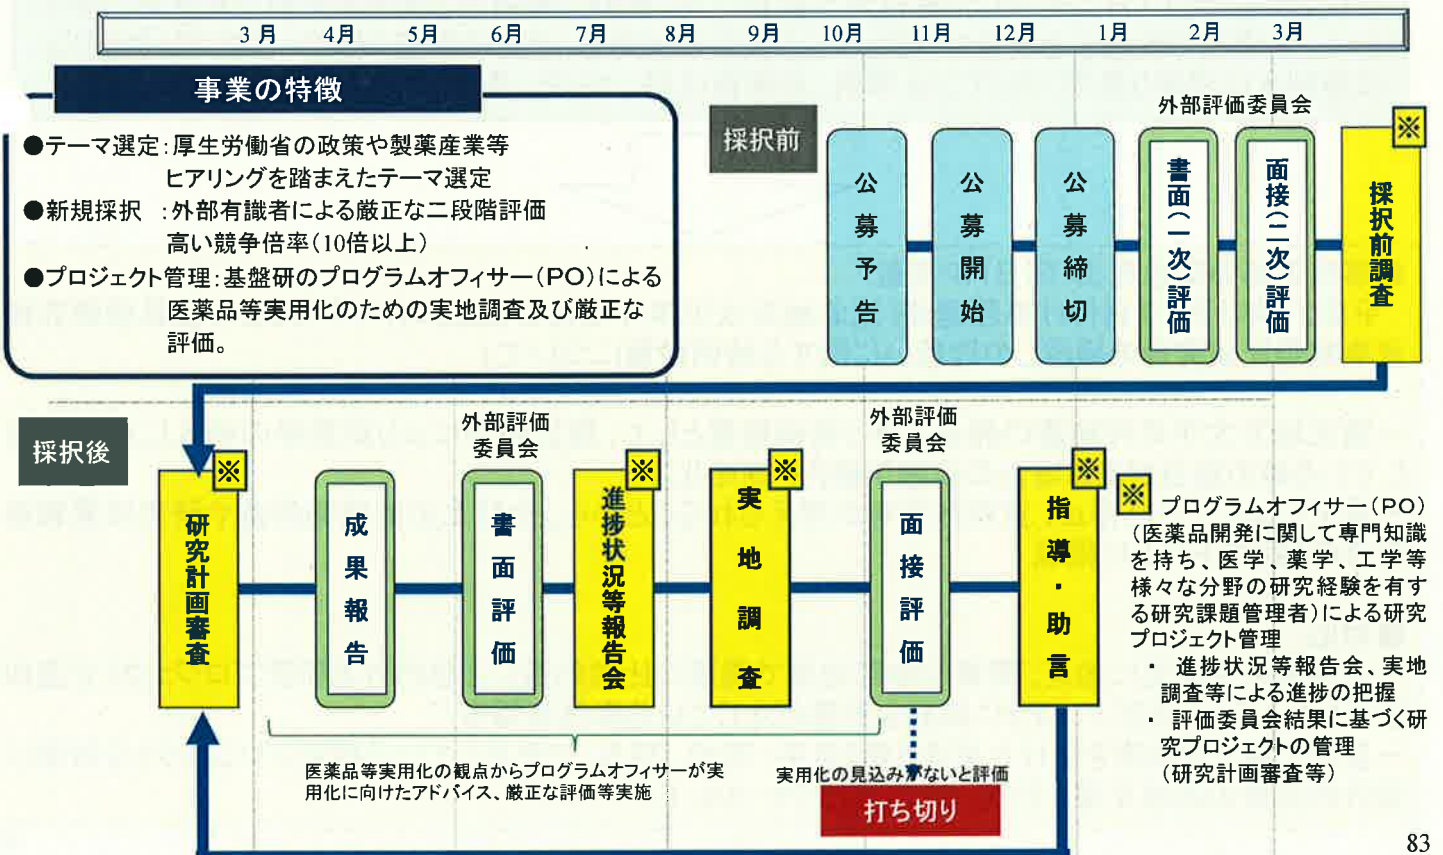 3月 4月 5月 6月 7月 8月 9月 10月 11月 12月 1月 2月 3月
事業の特徴
●テーマ選定：厚生労働省の政策や製薬産業等
ヒアリングを踏まえたテーマ選定
●新規採択 ：外部有識者による厳正な二段階評価
高い競争倍率(10倍以上)
●プロジェクト管理：基盤研のプログラムオフィサー(PO)による
医薬品等実用化のための実地調査及び厳正な
評価。
採択前
外部評価委員会
公募予告
公募開始
公募締切
書面(一次)評価
面接(二次)評価
※
採択前調査
採択後
※
研究計画審査
成果報告
外部評価
委員会
書面評価
※
進捗状況等報告会
※
実地調査
外部評価
委員会
面接評価
※
指導・助言
※ プログラムオフィサー(PO)
(医薬品開発に関して専門知識
を持ち、医学、薬学、工学等
様々な分野の研究経験を有す
る研究課題管理者)による研究
プロジェクト管理
・ 進捗状況等報告会、実地
調査等による進捗の把握
・ 評価委員会結果に基づく研
究プロジェクトの管理
(研究計画審査等)
医薬品等実用化の観点からプログラムオフィサーが実
用化に向けたアドバイス、厳正な評価等実施
実用化の見込みがないと評価
打ち切り
83